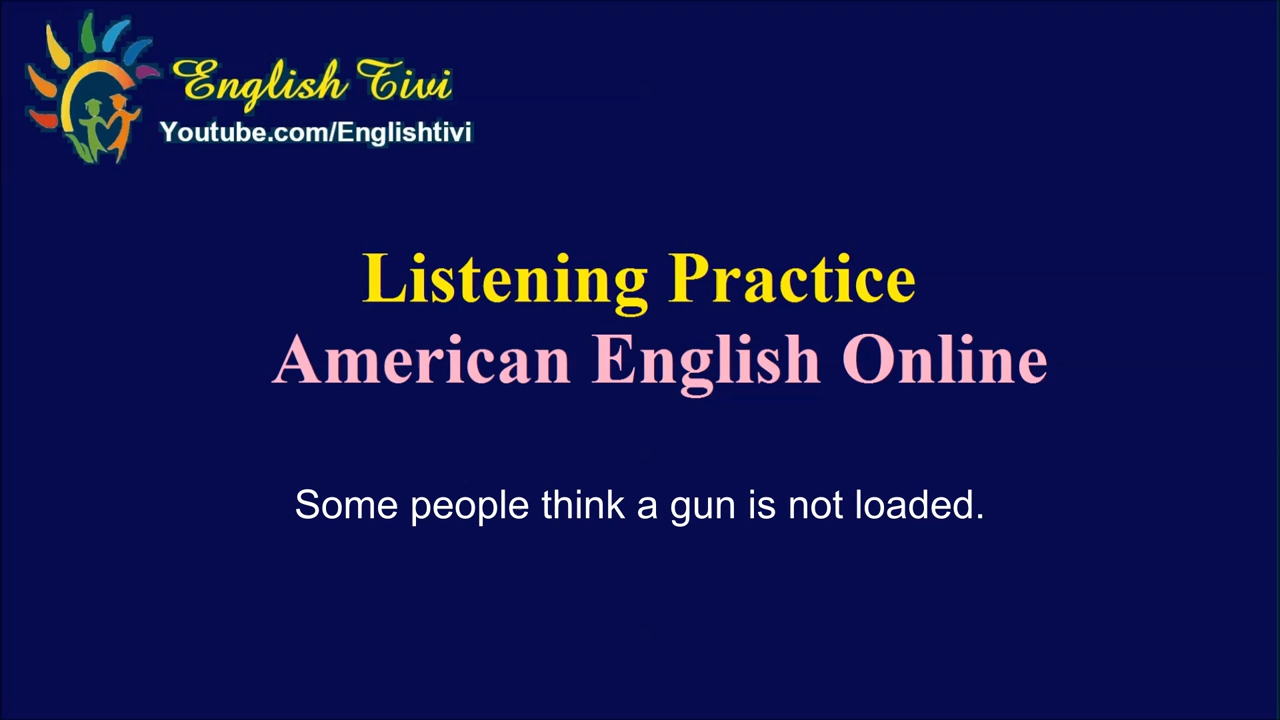 English Tivi
Youtube.com/Englishtivi
Listening Practice
American English Online
Some people think a gun is not loaded.